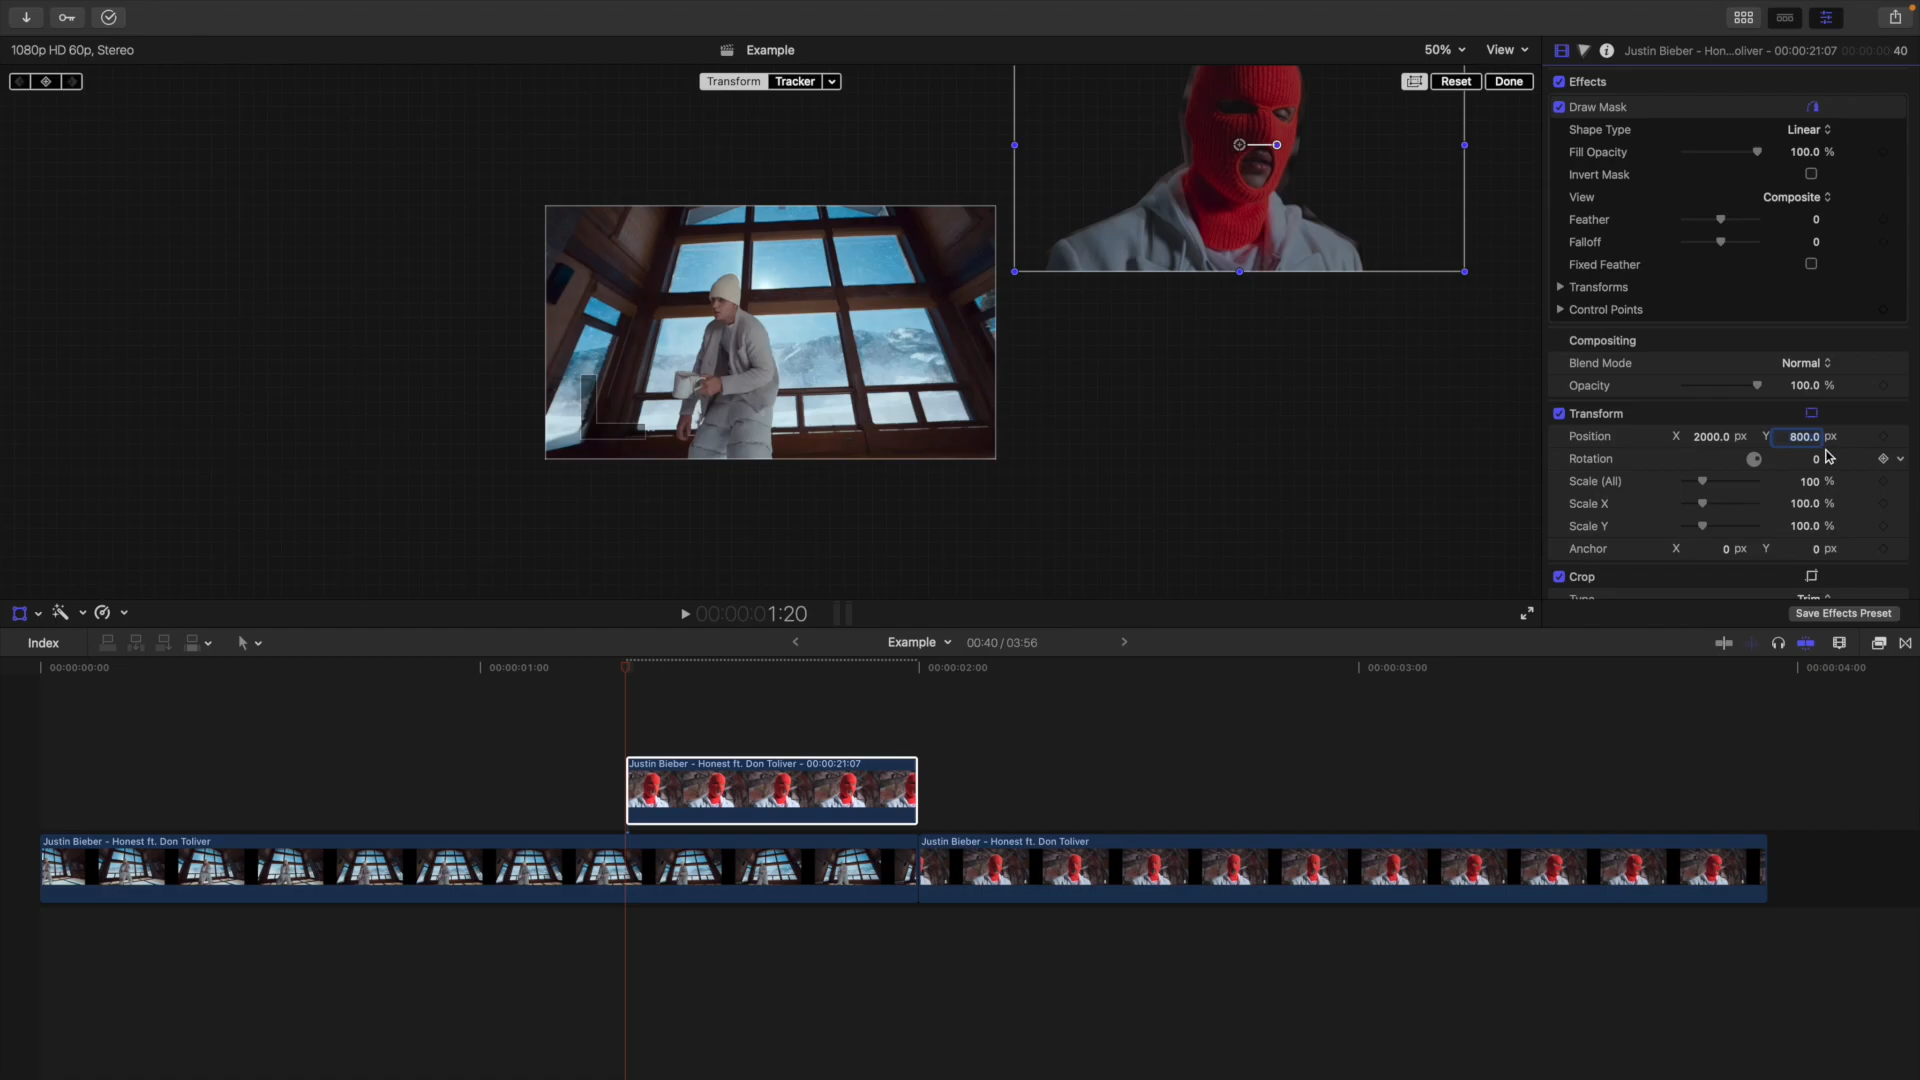 1080p HD 60p, Stereo
Example
50%
View
Justin Bieber - Hon...oliver - 00:00:21:07
00:00:00:40
Transform
Tracker
Reset
Done
Effects
Draw Mask
Shape Type
Linear
Fill Opacity
100.0 %
Invert Mask
View
Composite
Feather
0
Falloff
0
Fixed Feather
Transforms
Control Points
Compositing
Blend Mode
Normal
Opacity
100.0 %
Transform
Position
X 2000.0 px Y 800.0 px
Rotation
0
Scale (All)
100 %
Scale X
100.0 %
Scale Y
100.0 %
Anchor
X 0 px Y 0 px
Crop
Type
Trim
00:00:00:01:20
Save Effects Preset
Index
Example
00:40 / 03:56
00:00:00:00
00:00:01:00
00:00:02:00
00:00:03:00
00:00:04:00
Justin Bieber - Honest ft. Don Toliver - 00:00:21:07
Justin Bieber - Honest ft. Don Toliver
Justin Bieber - Honest ft. Don Toliver